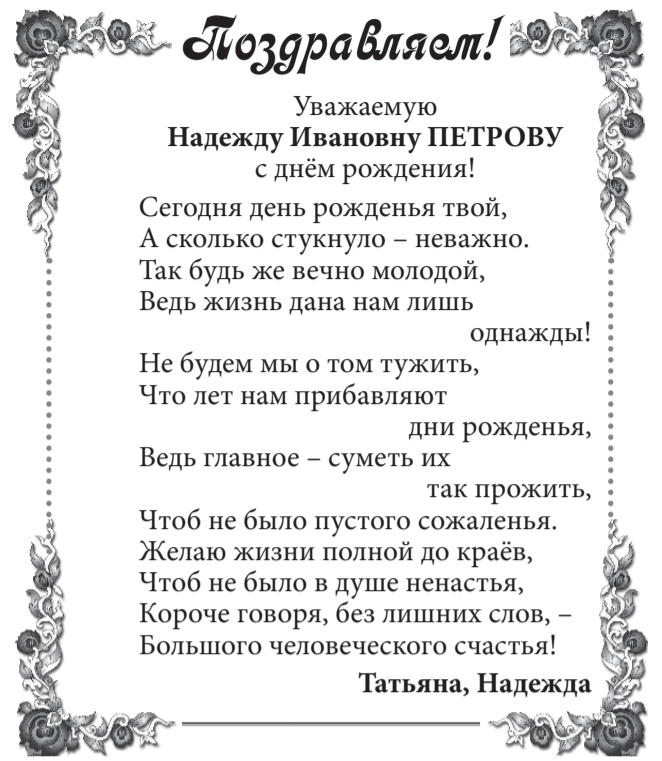 Поздравляем!
Уважаемую
Надежду Ивановну ПЕТРОВУ
с днём рождения!
Сегодня день рожденья твой,
А сколько стукнуло – неважно.
Так будь же вечно молодой,
Ведь жизнь дана нам лишь
однажды!
Не будем мы о том тужить,
Что лет нам прибавляют
дни рожденья,
Ведь главное – суметь их
так прожить,
Чтоб не было пустого сожаленья.
Желаю жизни полной до краёв,
Чтоб не было в душе ненастья,
Короче говоря, без лишних слов, –
Большого человеческого счастья!
Татьяна, Надежда